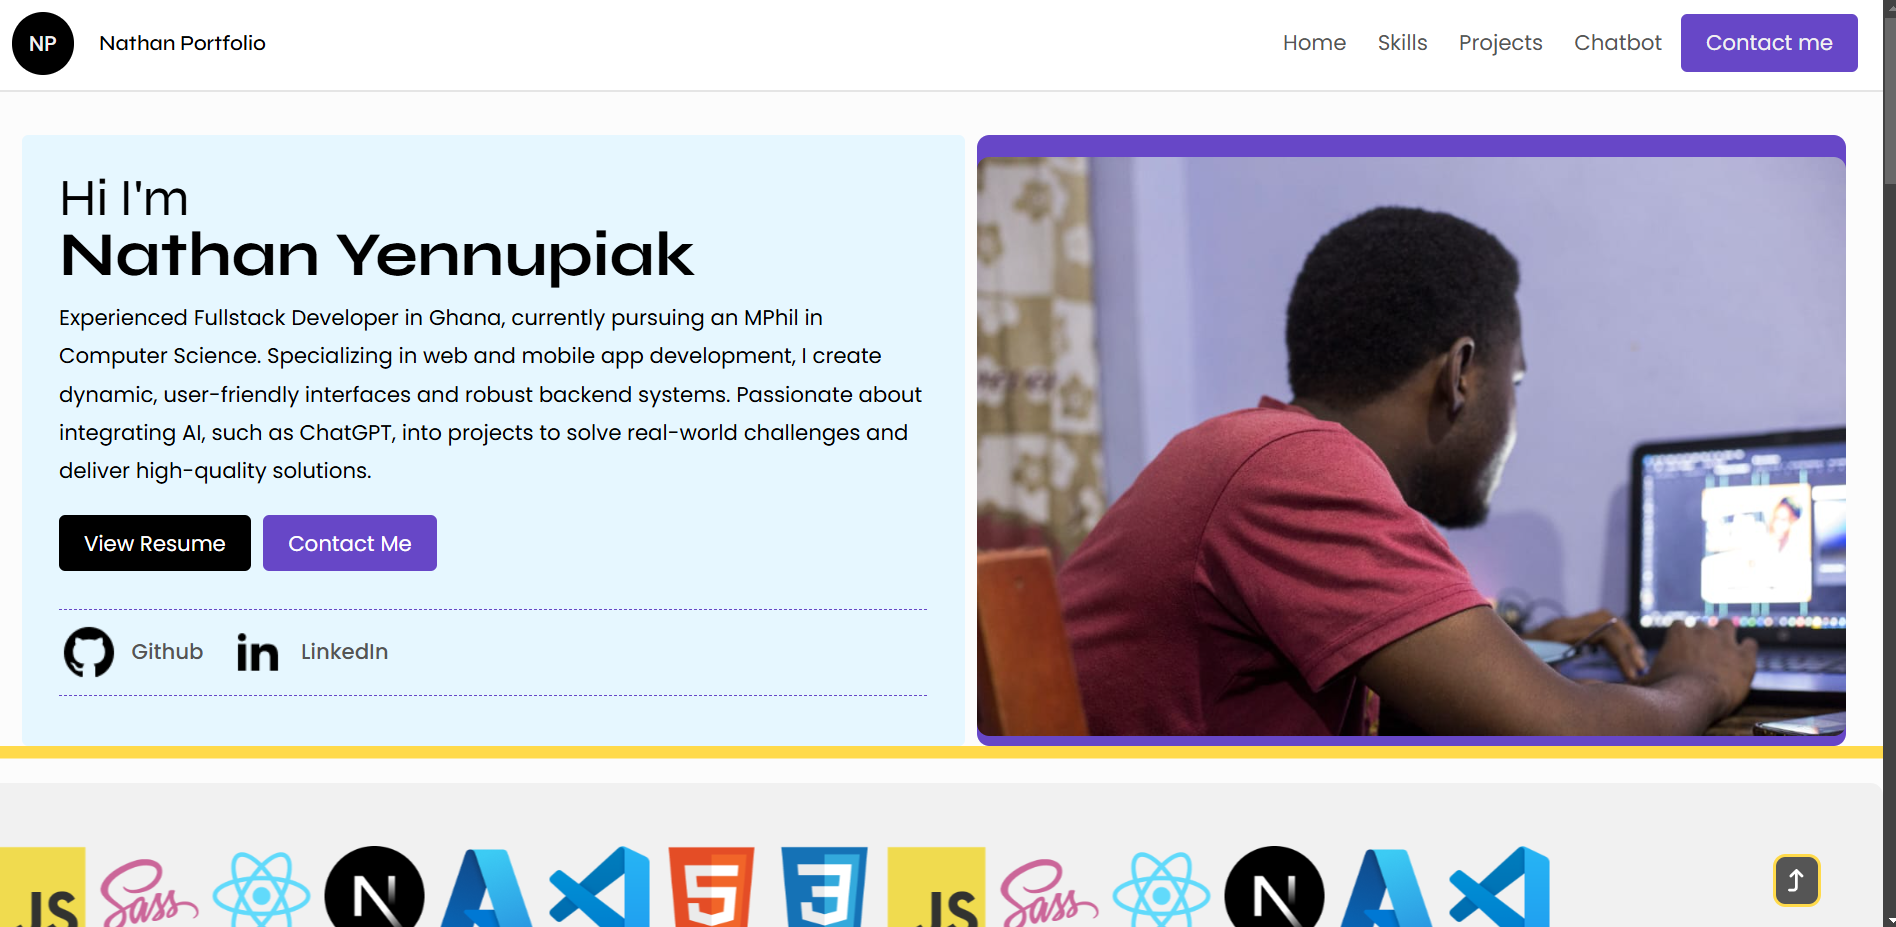 NP
Nathan Portfolio
Home
Skills
Projects
Chatbot
Contact me
Hi I'm
Nathan Yennupiak
Experienced Fullstack Developer in Ghana, currently pursuing an MPhil in
Computer Science. Specializing in web and mobile app development, I create
dynamic, user-friendly interfaces and robust backend systems. Passionate about
integrating AI, such as ChatGPT, into projects to solve real-world challenges and
deliver high-quality solutions.
View Resume
Contact Me
Github
in
LinkedIn
JS
Sass
N
5
3
JS
Sass
N